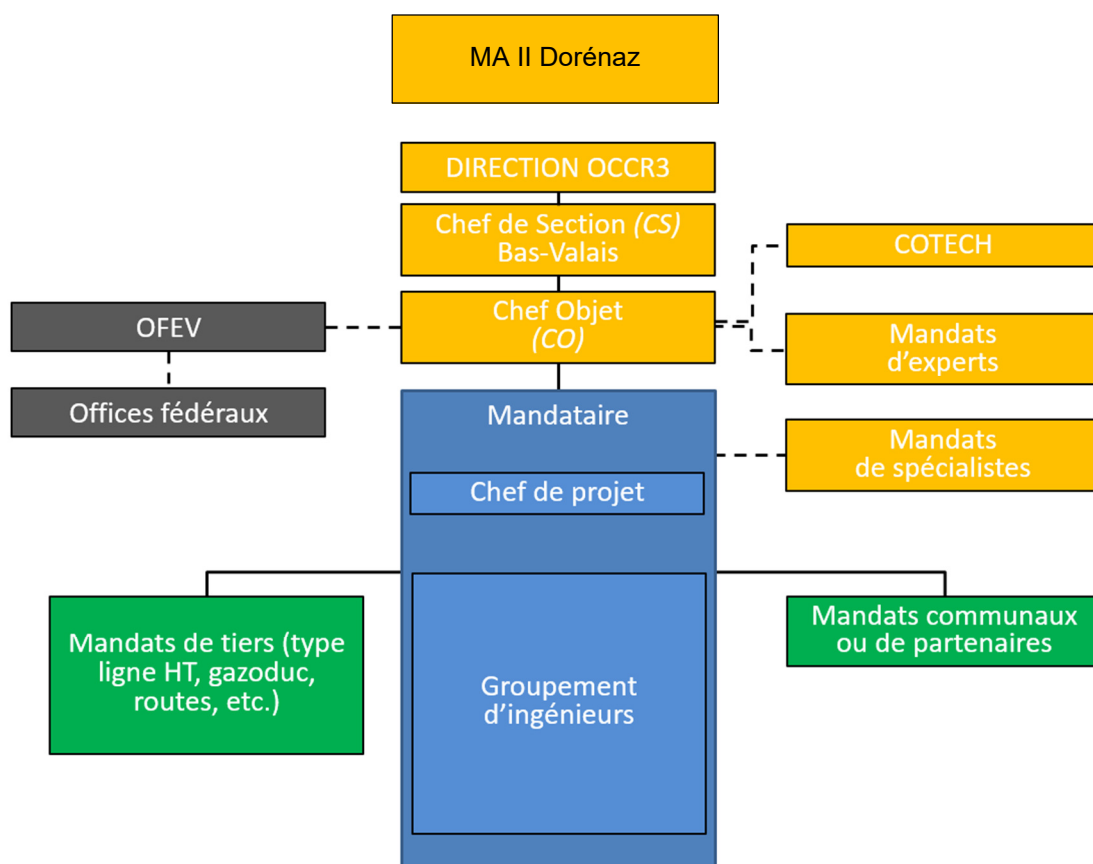 MA II Dorénaz
DIRECTION OCCR3
Chef de Section (CS)
Bas-Valais
COTECH
Chef Objet
(CO)
OFEV
Mandats
d'experts
Offices fédéraux
Mandataire
Mandats
de spécialistes
Chef de projet
Mandats de tiers (type
ligne HT, gazoduc,
routes, etc.)
Mandats communaux
ou de partenaires
Groupement
d'ingénieurs